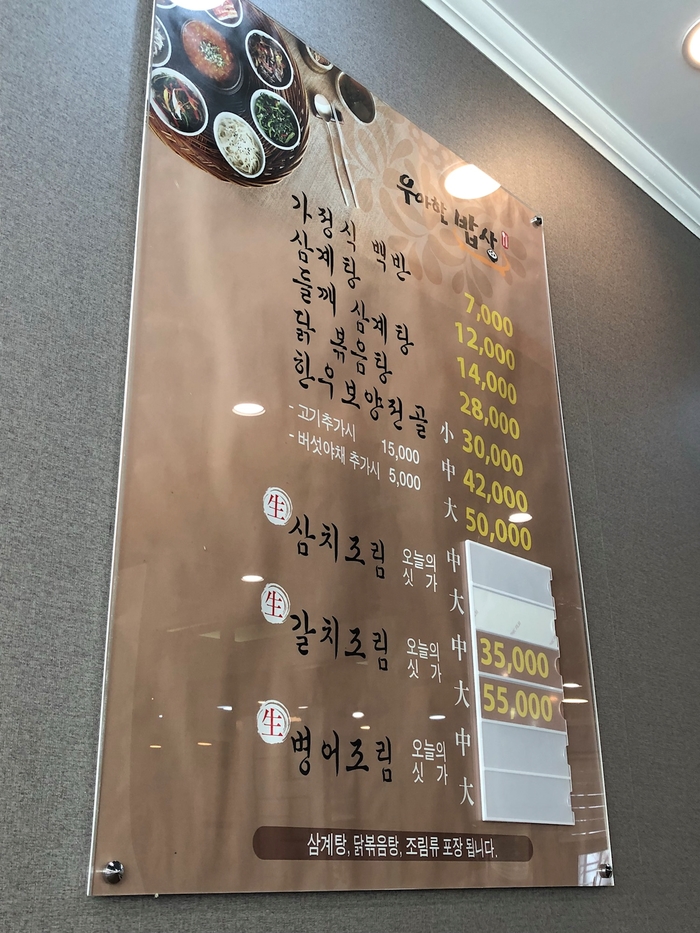 우아한 밥상
가정식 백반 7,000
삼계탕 12,000
들깨 삼계탕 14,000
닭 볶음탕 28,000
한우보양전골 小 30,000
- 고기추가시 15,000 中 42,000
- 버섯야채 추가시 5,000 大 50,000
生 삼치조림 오늘의 싯가 中
大
生 갈치조림 오늘의 싯가 中 35,000
大 55,000
生 병어조림 오늘의 싯가 中
大
삼계탕, 닭볶음탕, 조림류 포장 됩니다.